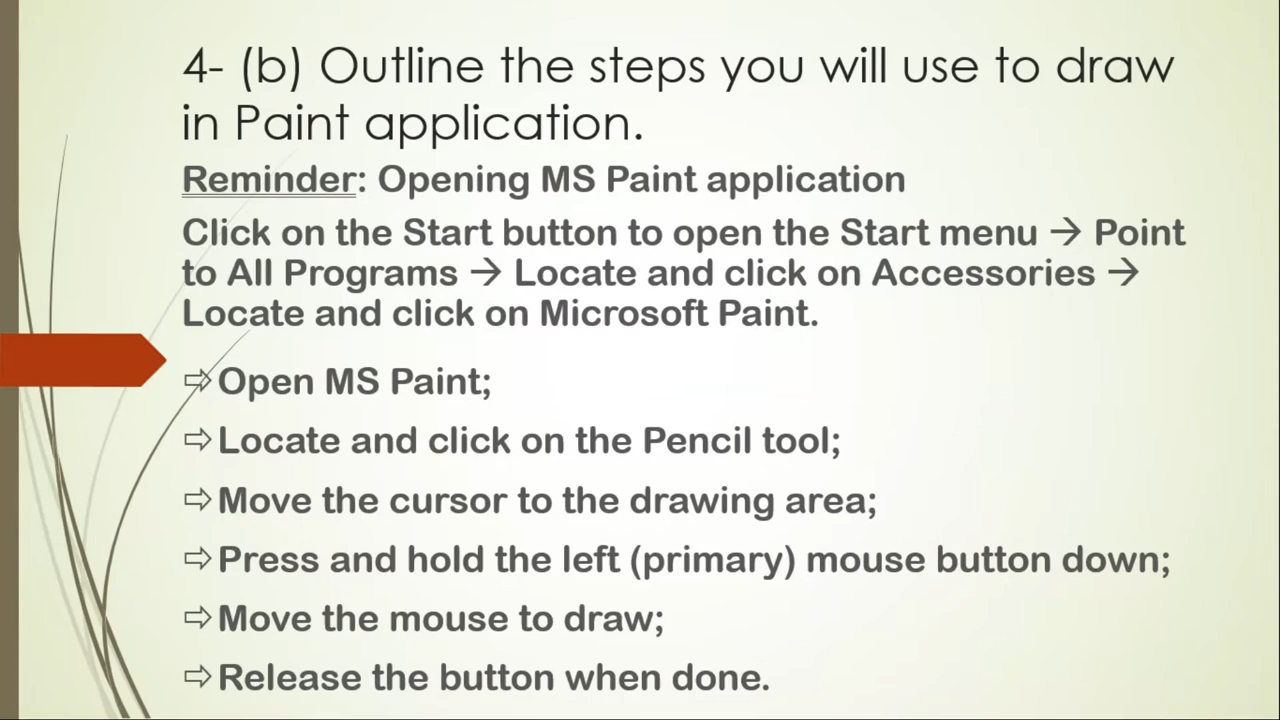 4- (b) Outline the steps you will use to draw
in Paint application.
Reminder: Opening MS Paint application
Click on the Start button to open the Start menu → Point
to All Programs → Locate and click on Accessories →
Locate and click on Microsoft Paint.
⇨Open MS Paint;
⇨Locate and click on the Pencil tool;
⇨Move the cursor to the drawing area;
⇨Press and hold the left (primary) mouse button down;
⇨Move the mouse to draw;
⇨Release the button when done.